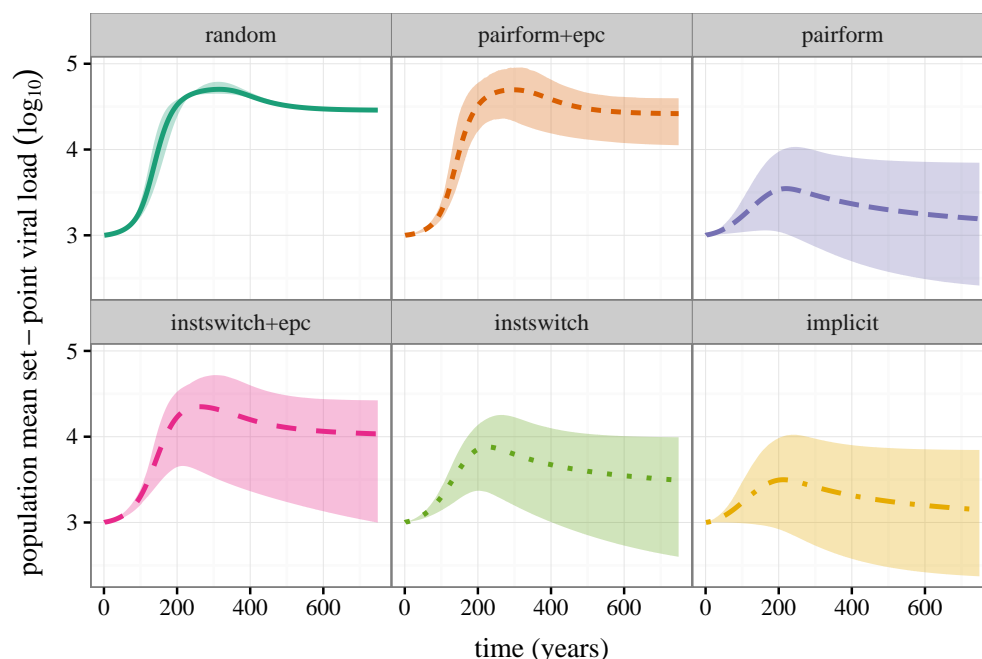 random pairform+epc pairform
5
4
3
instswitch+epc instswitch implicit
5
4
3
0 200 400 600 0 200 400 600 0 200 400 600
time (years)
population mean set−point viral load (log10)